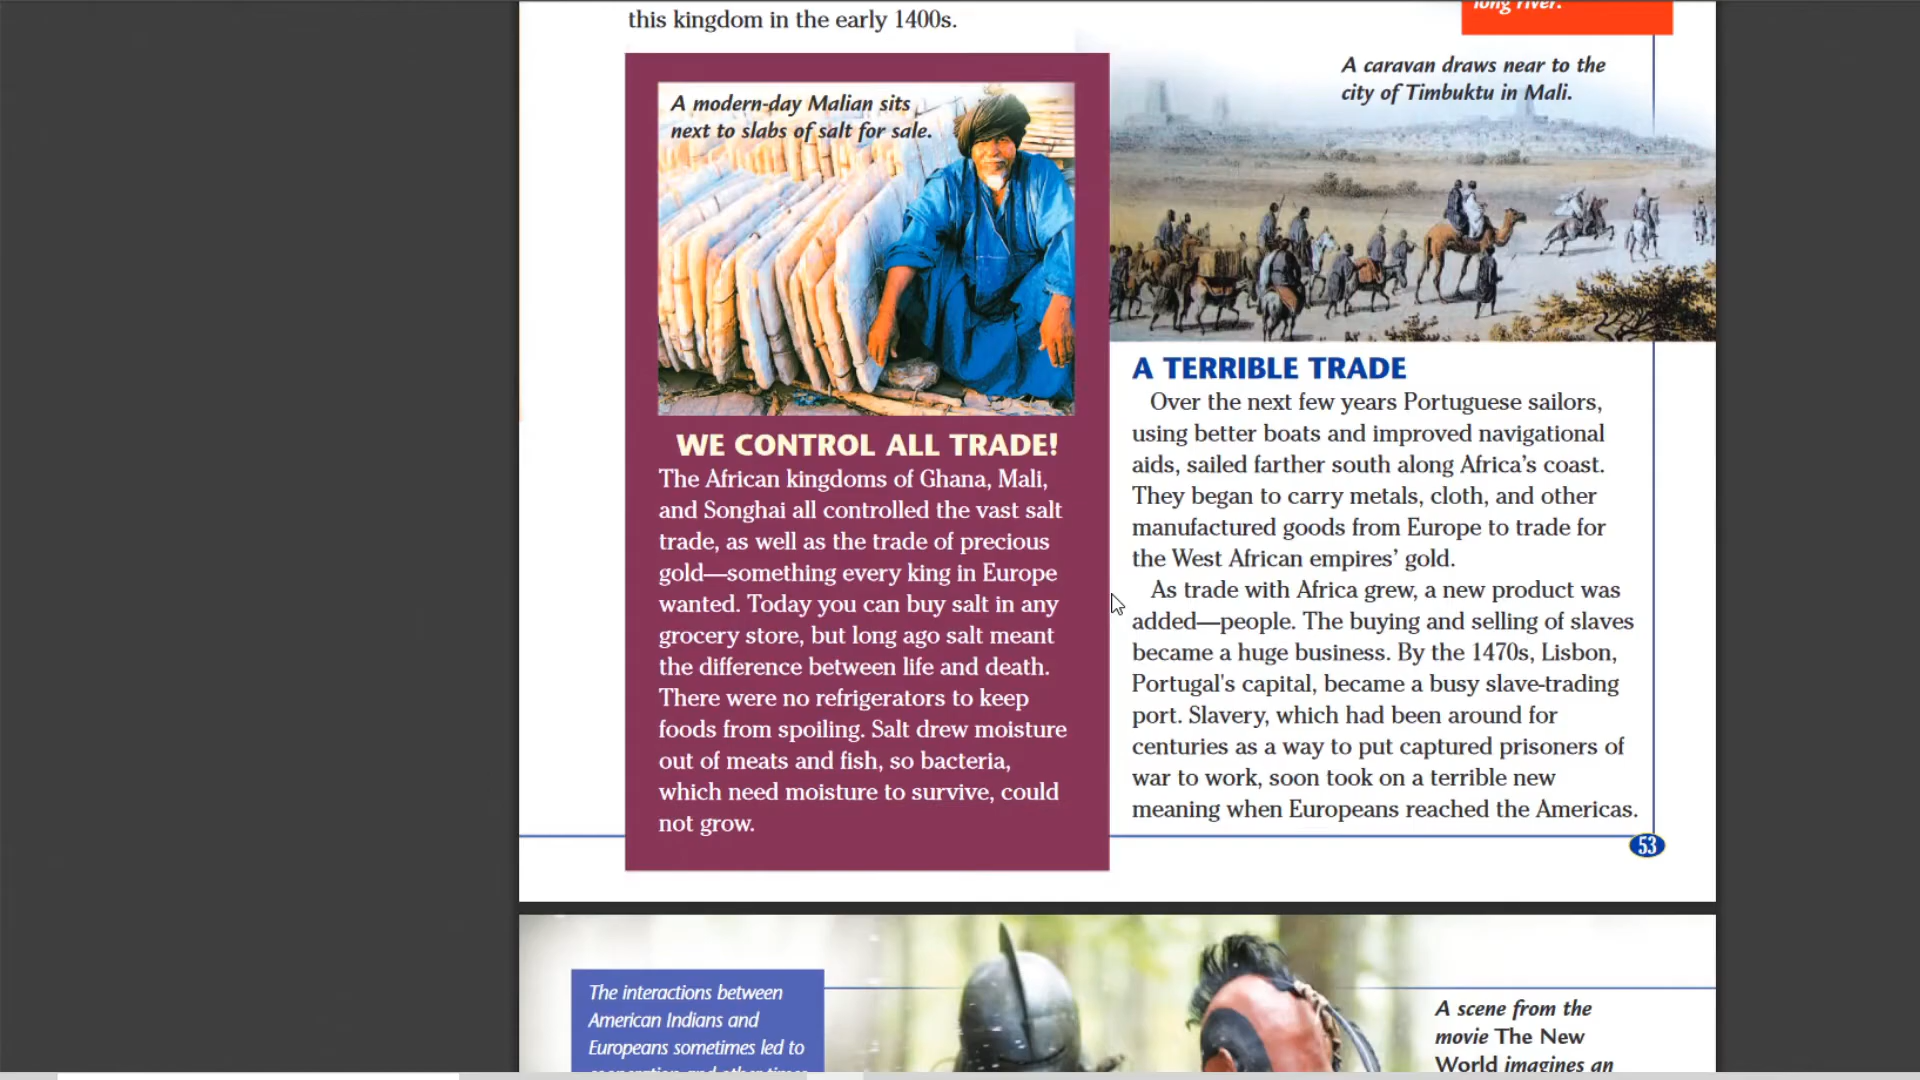 this kingdom in the early 1400s.
long river.
A modern-day Malian sits
next to slabs of salt for sale.
WE CONTROL ALL TRADE!
The African kingdoms of Ghana, Mali,
and Songhai all controlled the vast salt
trade, as well as the trade of precious
gold—something every king in Europe
wanted. Today you can buy salt in any
grocery store, but long ago salt meant
the difference between life and death.
There were no refrigerators to keep
foods from spoiling. Salt drew moisture
out of meats and fish, so bacteria,
which need moisture to survive, could
not grow.
A caravan draws near to the
city of Timbuktu in Mali.
A TERRIBLE TRADE
Over the next few years Portuguese sailors,
using better boats and improved navigational
aids, sailed farther south along Africa’s coast.
They began to carry metals, cloth, and other
manufactured goods from Europe to trade for
the West African empires’ gold.
As trade with Africa grew, a new product was
added—people. The buying and selling of slaves
became a huge business. By the 1470s, Lisbon,
Portugal's capital, became a busy slave-trading
port. Slavery, which had been around for
centuries as a way to put captured prisoners of
war to work, soon took on a terrible new
meaning when Europeans reached the Americas.
53
The interactions between
American Indians and
Europeans sometimes led to
cooperation and other times
A scene from the
movie The New
World imagines an